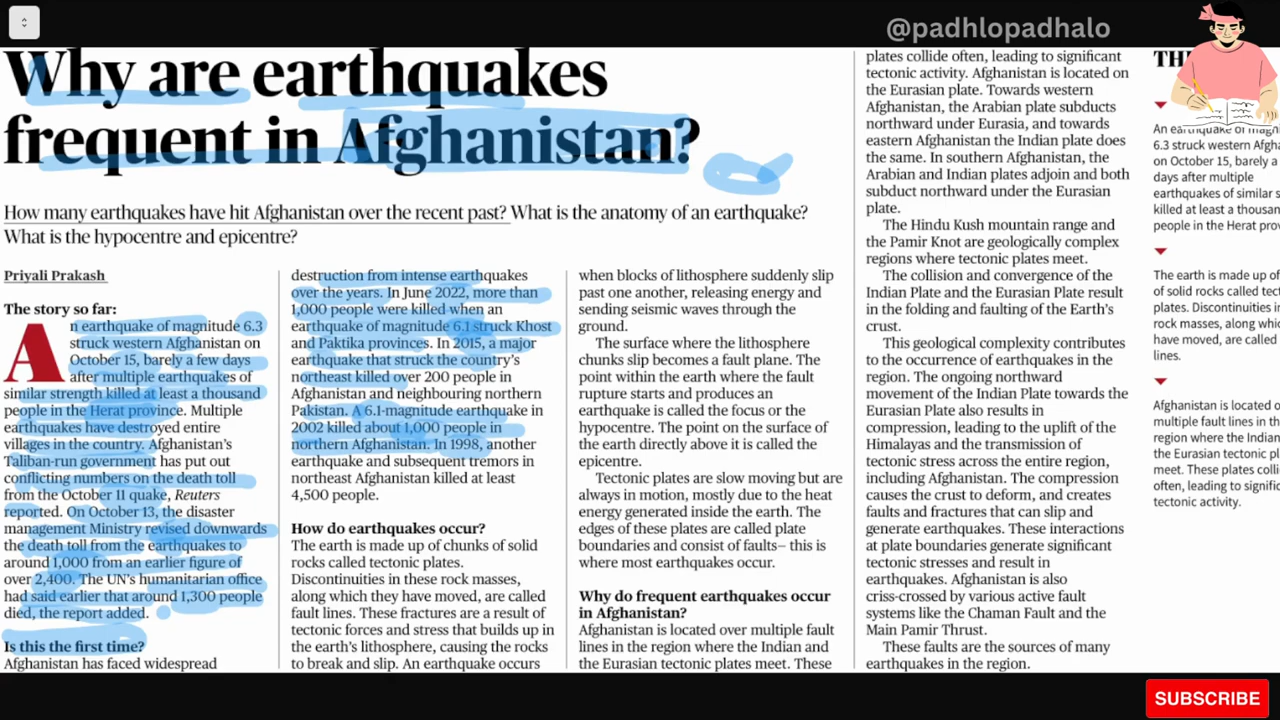 @padhlopadhalo
Why are earthquakes
frequent in Afghanistan?
How many earthquakes have hit Afghanistan over the recent past? What is the anatomy of an earthquake?
What is the hypocentre and epicentre?
Priyali Prakash
The story so far:
An earthquake of magnitude 6.3
struck western Afghanistan on
October 15, barely a few days
after multiple earthquakes of
similar strength killed at least a thousand
people in the Herat province. Multiple
earthquakes have destroyed entire
villages in the country. Afghanistan's
Taliban-run government has put out
conflicting numbers on the death toll
from the October 11 quake, Reuters
reported. On October 13, the disaster
management Ministry revised downwards
the death toll from the earthquakes to
around 1,000 from an earlier figure of
over 2,400. The UN's humanitarian office
had said earlier that around 1,300 people
died, the report added.
Is this the first time?
Afghanistan has faced widespread
destruction from intense earthquakes
over the years. In June 2022, more than
1,000 people were killed when an
earthquake of magnitude 6.1 struck Khost
and Paktika provinces. In 2015, a major
earthquake that struck the country's
northeast killed over 200 people in
Afghanistan and neighbouring northern
Pakistan. A 6.1-magnitude earthquake in
2002 killed about 1,000 people in
northern Afghanistan. In 1998, another
earthquake and subsequent tremors in
northeast Afghanistan killed at least
4,500 people.
How do earthquakes occur?
The earth is made up of chunks of solid
rocks called tectonic plates.
Discontinuities in these rock masses,
along which they have moved, are called
fault lines. These fractures are a result of
tectonic forces and stress that builds up in
the earth's lithosphere, causing the rocks
to break and slip. An earthquake occurs
when blocks of lithosphere suddenly slip
past one another, releasing energy and
sending seismic waves through the
ground.
The surface where the lithosphere
chunks slip becomes a fault plane. The
point within the earth where the fault
rupture starts and produces an
earthquake is called the focus or the
hypocentre. The point on the surface of
the earth directly above it is called the
epicentre.
Tectonic plates are slow moving but are
always in motion, mostly due to the heat
energy generated inside the earth. The
edges of these plates are called plate
boundaries and consist of faults– this is
where most earthquakes occur.
Why do frequent earthquakes occur
in Afghanistan?
Afghanistan is located over multiple fault
lines in the region where the Indian and
the Eurasian tectonic plates meet. These
plates collide often, leading to significant
tectonic activity. Afghanistan is located on
the Eurasian plate. Towards western
Afghanistan, the Arabian plate subducts
northward under Eurasia, and towards
eastern Afghanistan the Indian plate does
the same. In southern Afghanistan, the
Arabian and Indian plates adjoin and both
subduct northward under the Eurasian
plate.
The Hindu Kush mountain range and
the Pamir Knot are geologically complex
regions where tectonic plates meet.
The collision and convergence of the
Indian Plate and the Eurasian Plate result
in the folding and faulting of the Earth's
crust.
This geological complexity contributes
to the occurrence of earthquakes in the
region. The ongoing northward
movement of the Indian Plate towards the
Eurasian Plate also results in
compression, leading to the uplift of the
Himalayas and the transmission of
tectonic stress across the entire region,
including Afghanistan. The compression
causes the crust to deform, and creates
faults and fractures that can slip and
generate earthquakes. These interactions
at plate boundaries generate significant
tectonic stresses and result in
earthquakes. Afghanistan is also
criss-crossed by various active fault
systems like the Chaman Fault and the
Main Pamir Thrust.
These faults are the sources of many
earthquakes in the region.
An earthquake of
6.3 struck western
on October 15, barely a
days after multiple
earthquakes of similar
killed at least a
people in the Herat
The earth is made up of
of solid rocks called
plates. Discontinuities in
rock masses, along which
have moved, are called
lines.
Afghanistan is located
multiple fault lines in the
region where the Indian
the Eurasian tectonic
meet. These plates
often, leading to
tectonic activity.
SUBSCRIBE